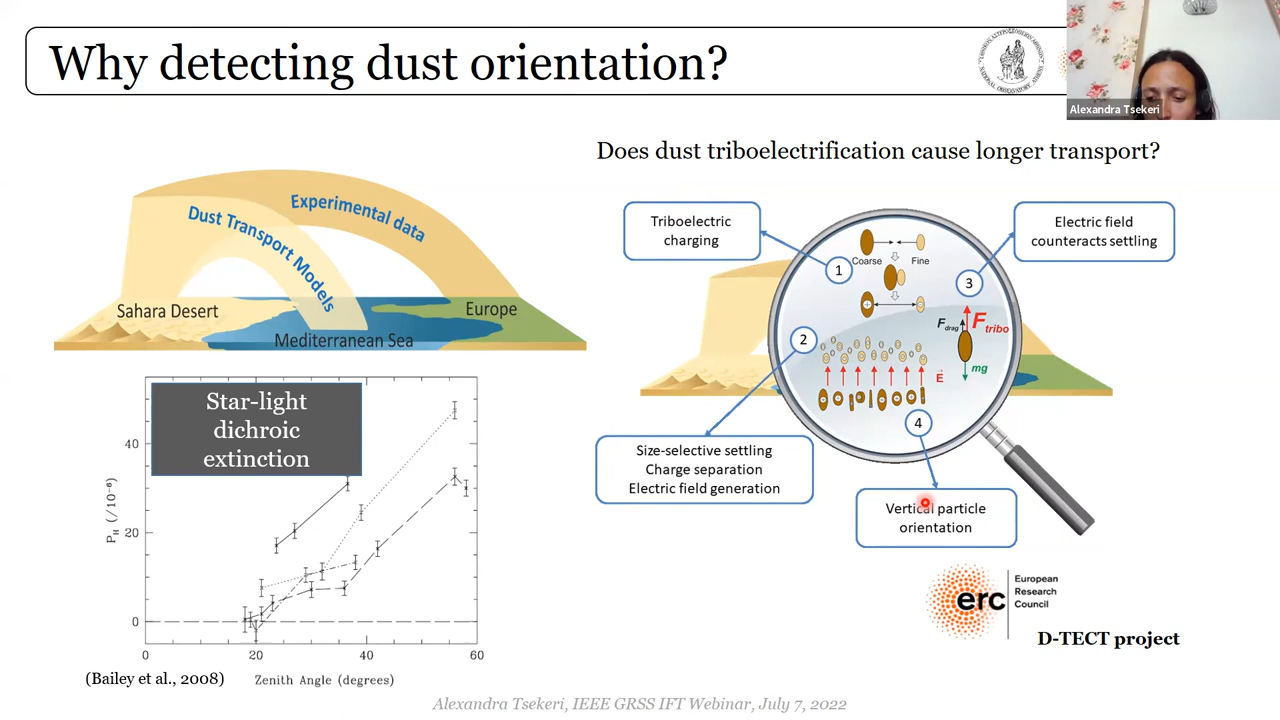 Why detecting dust orientation?
Alexandra Tsekeri
Does dust triboelectrification cause longer transport?
Experimental data
Dust Transport Models
Sahara Desert
Europe
Mediterranean Sea
Triboelectric
charging
Electric field
counteracts settling
1
Coarse
Fine
3
2
F drag
F tribo
mg
E
4
Size-selective settling
Charge separation
Electric field generation
Vertical particle
orientation
Star-light
dichroic
extinction
P_H (/10⁻⁶)
40
20
0
0
20
40
60
Zenith Angle (degrees)
(Bailey et al., 2008)
erc
European
Research
Council
D-TECT project
Alexandra Tsekeri, IEEE GRSS IFT Webinar, July 7, 2022